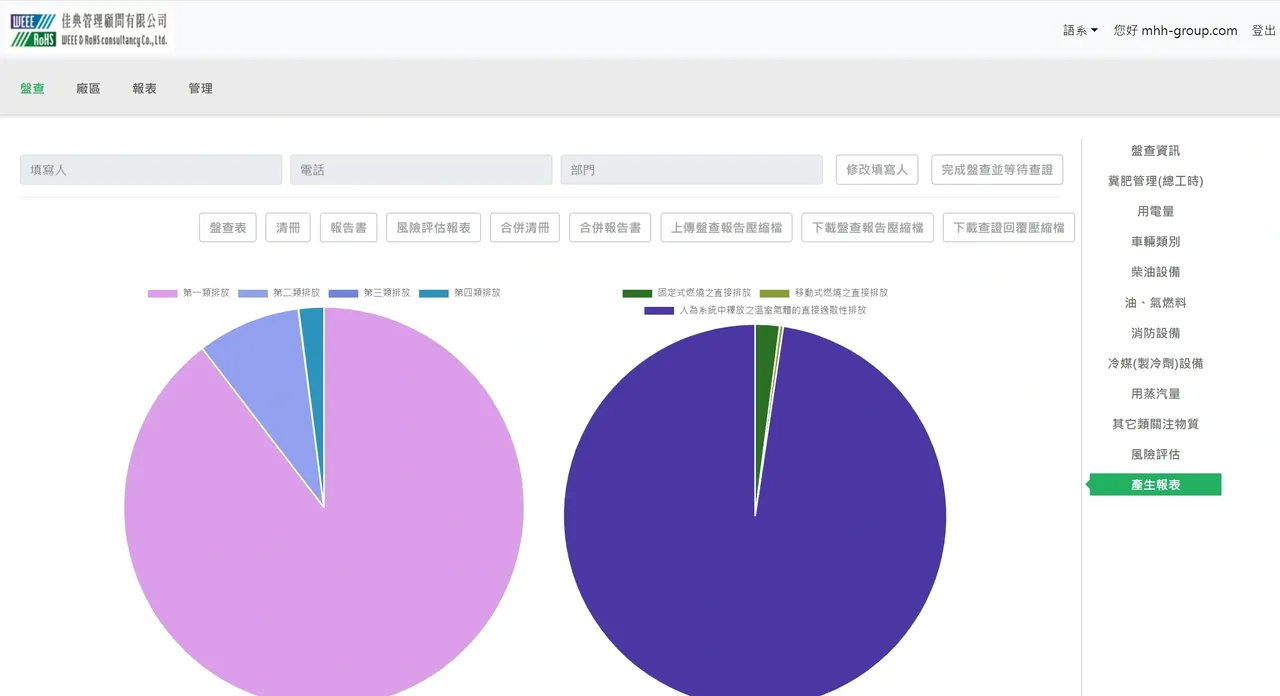 WEEE RoHS 佳典管理顧問有限公司
WEEE & RoHS consultancy Co., Ltd.
語系 您好 mhh-group.com 登出
盤查 廠區 報表 管理
填寫人 電話 部門 修改填寫人 完成盤查並等待查證
盤查表 清冊 報告書 風險評估報表 合併清冊 合併報告書 上傳盤查報告壓縮檔 下載盤查報告壓縮檔 下載查證回覆壓縮檔
第一類排放 第二類排放 第三類排放 第四類排放
固定式燃燒之直接排放 移動式燃燒之直接排放
人為系統中釋放之溫室氣體的直接逸散性排放
盤查資訊
糞肥管理(總工時)
用電量
車輛類別
柴油設備
油、氣燃料
消防設備
冷媒(製冷劑)設備
用蒸汽量
其它類關注物質
風險評估
產生報表